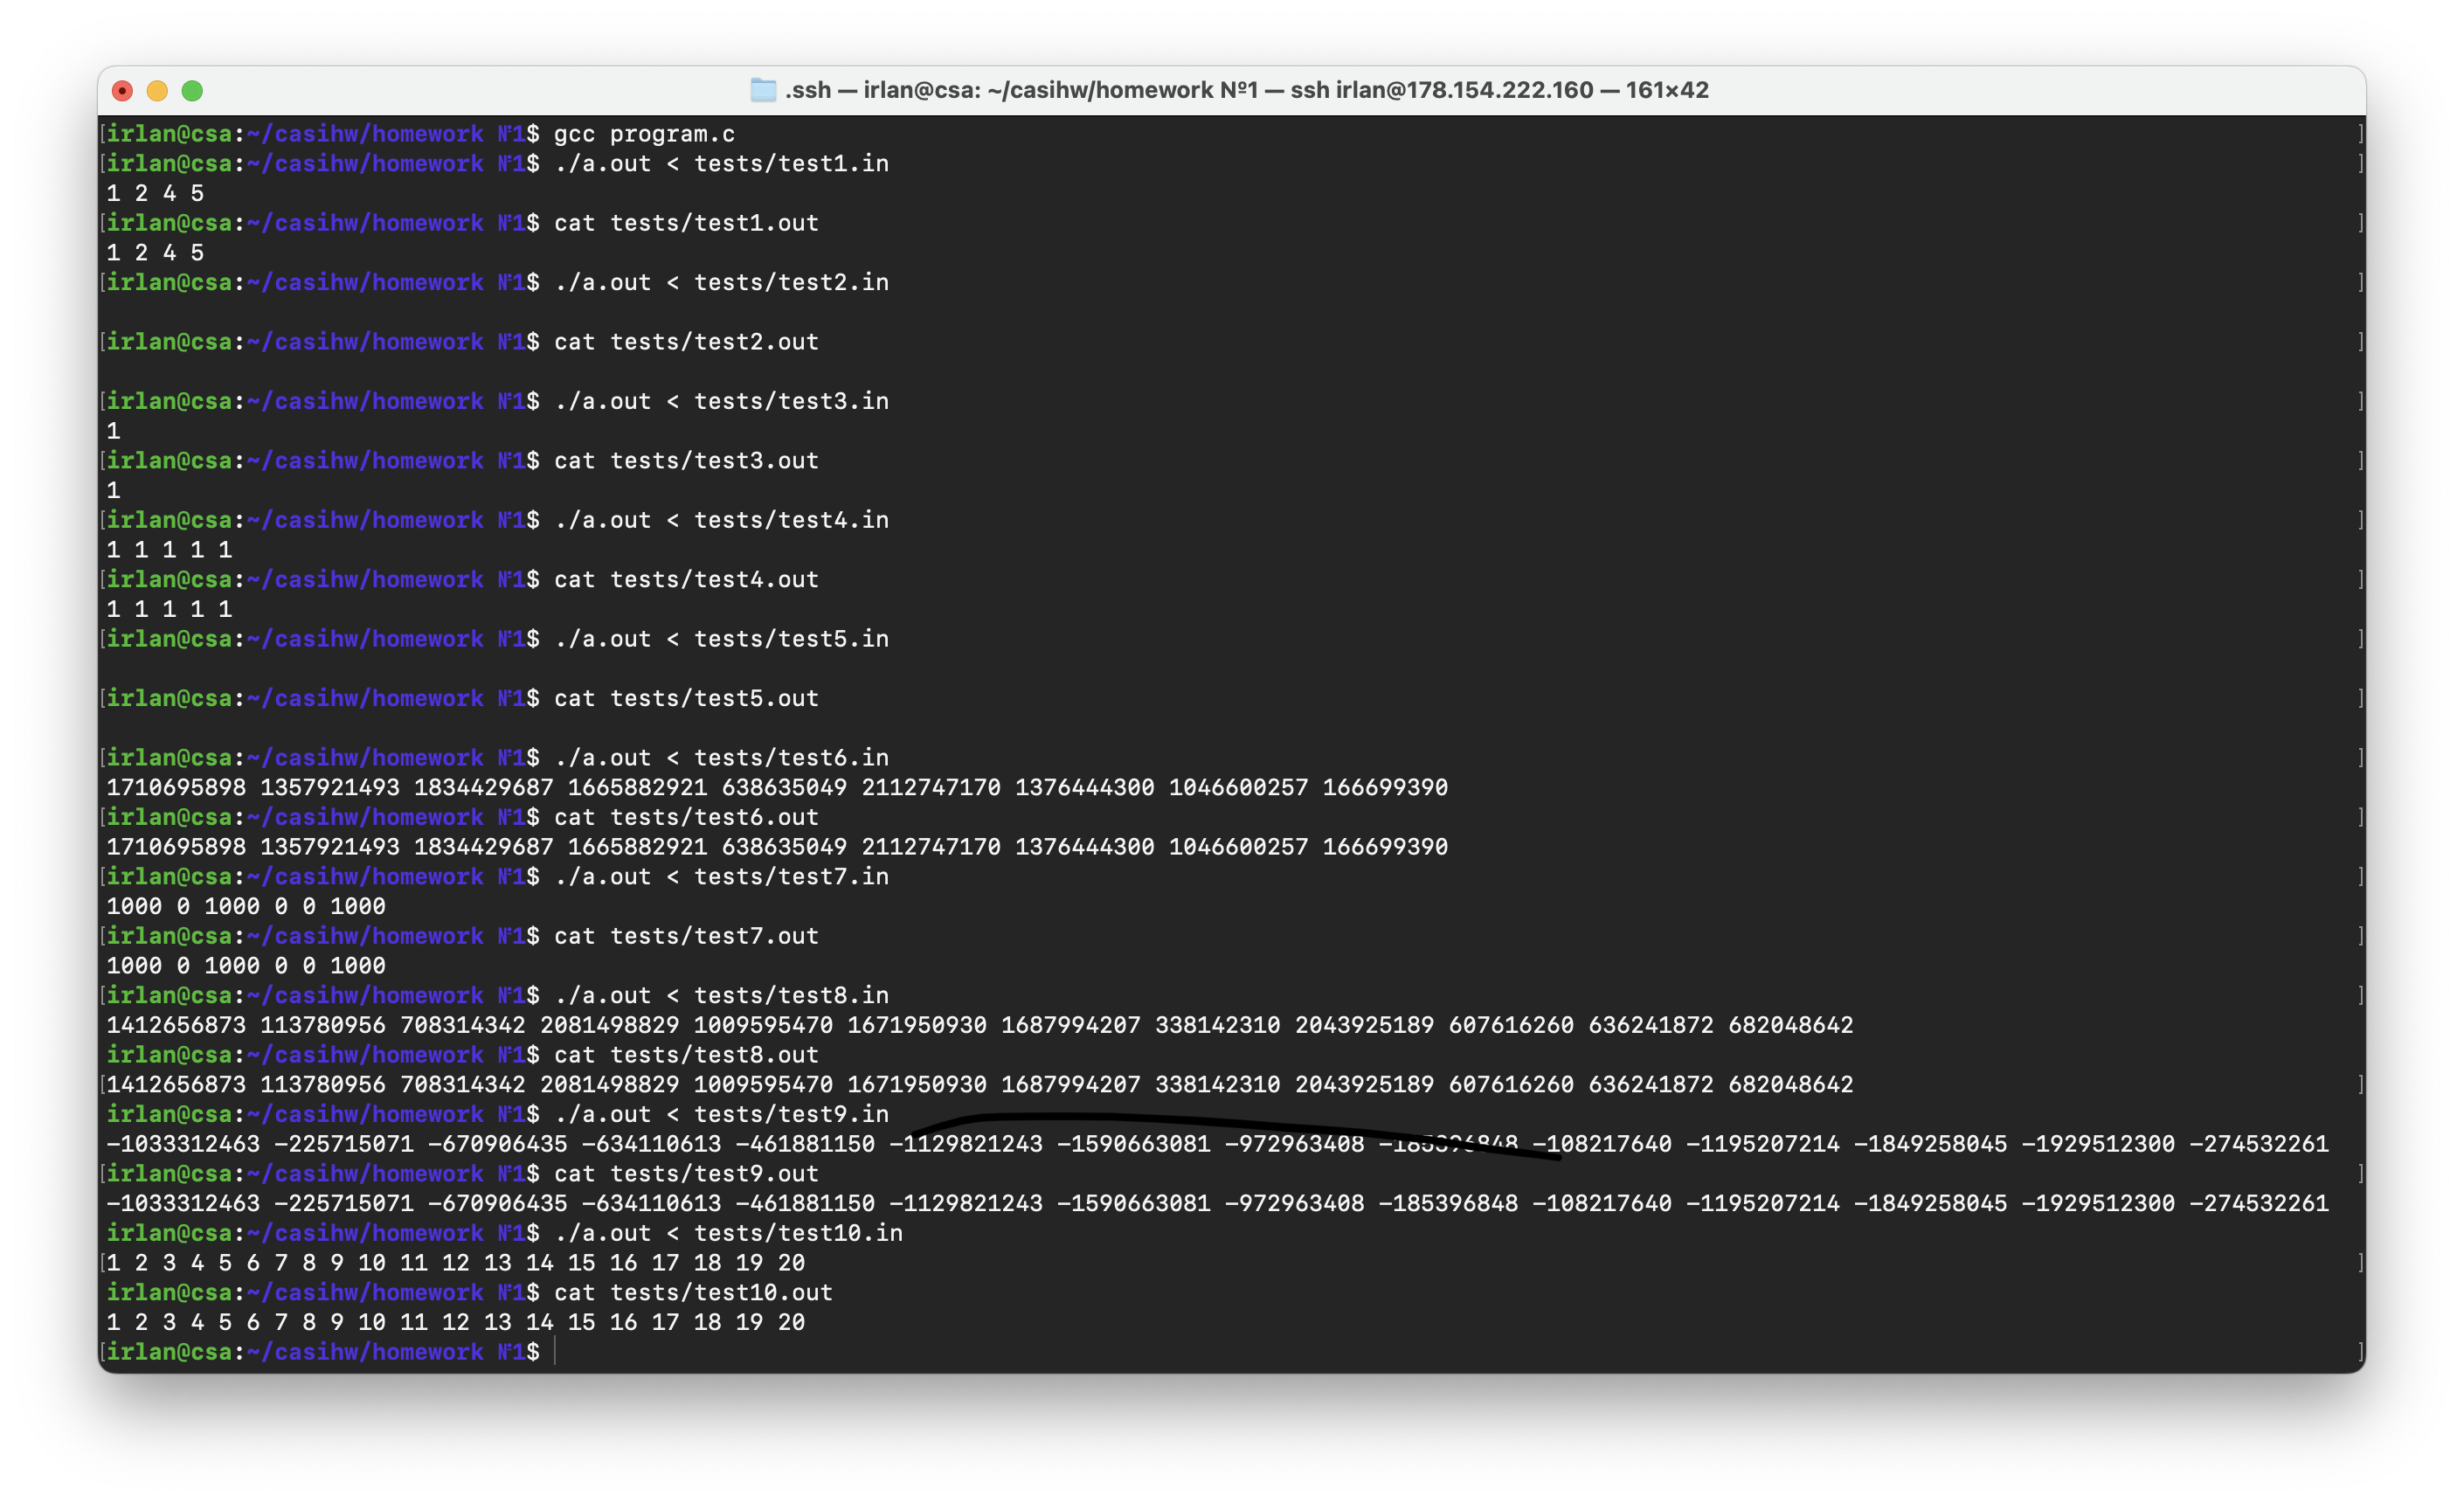 .ssh — irlan@csa: ~/casihw/homework №1 — ssh irlan@178.154.222.160 — 161×42
[irlan@csa:~/casihw/homework №1$ gcc program.c ]
[irlan@csa:~/casihw/homework №1$ ./a.out < tests/test1.in ]
1 2 4 5
[irlan@csa:~/casihw/homework №1$ cat tests/test1.out ]
1 2 4 5
[irlan@csa:~/casihw/homework №1$ ./a.out < tests/test2.in ]
[irlan@csa:~/casihw/homework №1$ cat tests/test2.out ]
[irlan@csa:~/casihw/homework №1$ ./a.out < tests/test3.in ]
1
[irlan@csa:~/casihw/homework №1$ cat tests/test3.out ]
1
[irlan@csa:~/casihw/homework №1$ ./a.out < tests/test4.in ]
1 1 1 1 1
[irlan@csa:~/casihw/homework №1$ cat tests/test4.out ]
1 1 1 1 1
[irlan@csa:~/casihw/homework №1$ ./a.out < tests/test5.in ]
[irlan@csa:~/casihw/homework №1$ cat tests/test5.out ]
[irlan@csa:~/casihw/homework №1$ ./a.out < tests/test6.in ]
1710695898 1357921493 1834429687 1665882921 638635049 2112747170 1376444300 1046600257 166699390
[irlan@csa:~/casihw/homework №1$ cat tests/test6.out ]
1710695898 1357921493 1834429687 1665882921 638635049 2112747170 1376444300 1046600257 166699390
[irlan@csa:~/casihw/homework №1$ ./a.out < tests/test7.in ]
1000 0 1000 0 0 1000
[irlan@csa:~/casihw/homework №1$ cat tests/test7.out ]
1000 0 1000 0 0 1000
[irlan@csa:~/casihw/homework №1$ ./a.out < tests/test8.in ]
1412656873 113780956 708314342 2081498829 1009595470 1671950930 1687994207 338142310 2043925189 607616260 636241872 682048642
irlan@csa:~/casihw/homework №1$ cat tests/test8.out
[1412656873 113780956 708314342 2081498829 1009595470 1671950930 1687994207 338142310 2043925189 607616260 636241872 682048642 ]
irlan@csa:~/casihw/homework №1$ ./a.out < tests/test9.in
-1033312463 -225715071 -670906435 -634110613 -461881150 -1129821243 -1590663081 -972963408 -185396848 -108217640 -1195207214 -1849258045 -1929512300 -274532261
[irlan@csa:~/casihw/homework №1$ cat tests/test9.out ]
-1033312463 -225715071 -670906435 -634110613 -461881150 -1129821243 -1590663081 -972963408 -185396848 -108217640 -1195207214 -1849258045 -1929512300 -274532261
irlan@csa:~/casihw/homework №1$ ./a.out < tests/test10.in
[1 2 3 4 5 6 7 8 9 10 11 12 13 14 15 16 17 18 19 20 ]
irlan@csa:~/casihw/homework №1$ cat tests/test10.out
1 2 3 4 5 6 7 8 9 10 11 12 13 14 15 16 17 18 19 20
[irlan@csa:~/casihw/homework №1$ ]